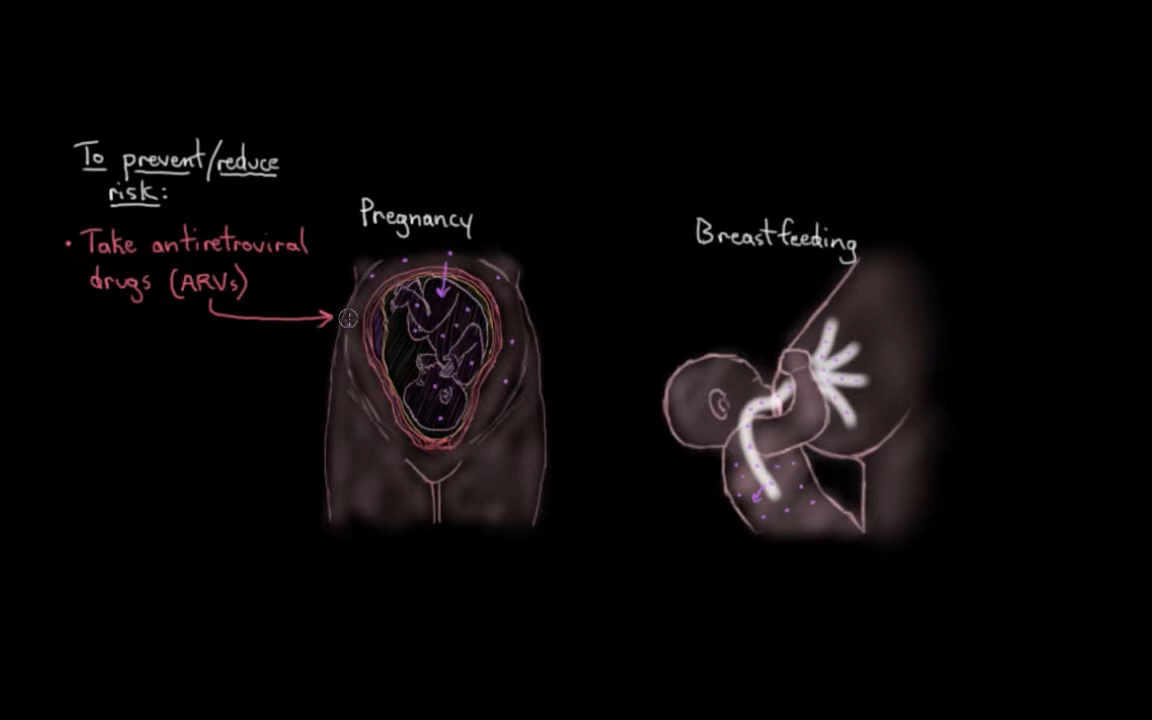 To prevent/reduce
risk:
• Take antiretroviral
drugs (ARVs)
Pregnancy
Breastfeeding